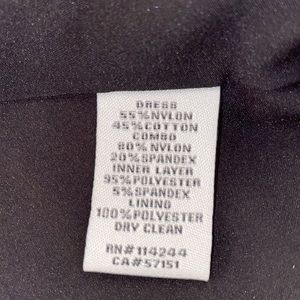 DRESS
55%NYLON
45%COTTON
COMBO
80%NYLON
20%SPANDEX
INNER LAYER
95%POLYESTER
5%SPANDEX
LINING
100%POLYESTER
DRY CLEAN
RN#114244
CA#57151